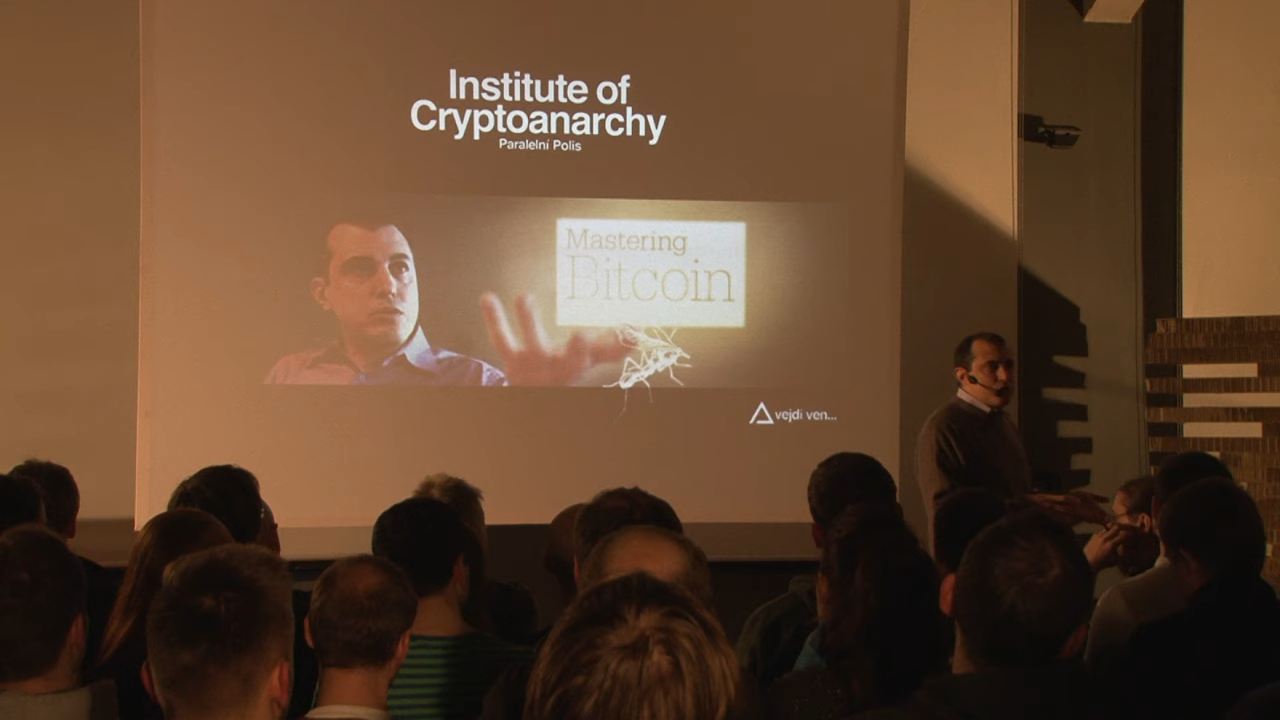 Institute of
Cryptoanarchy
Paralelní Polis
Mastering
Bitcoin
vejdi ven...